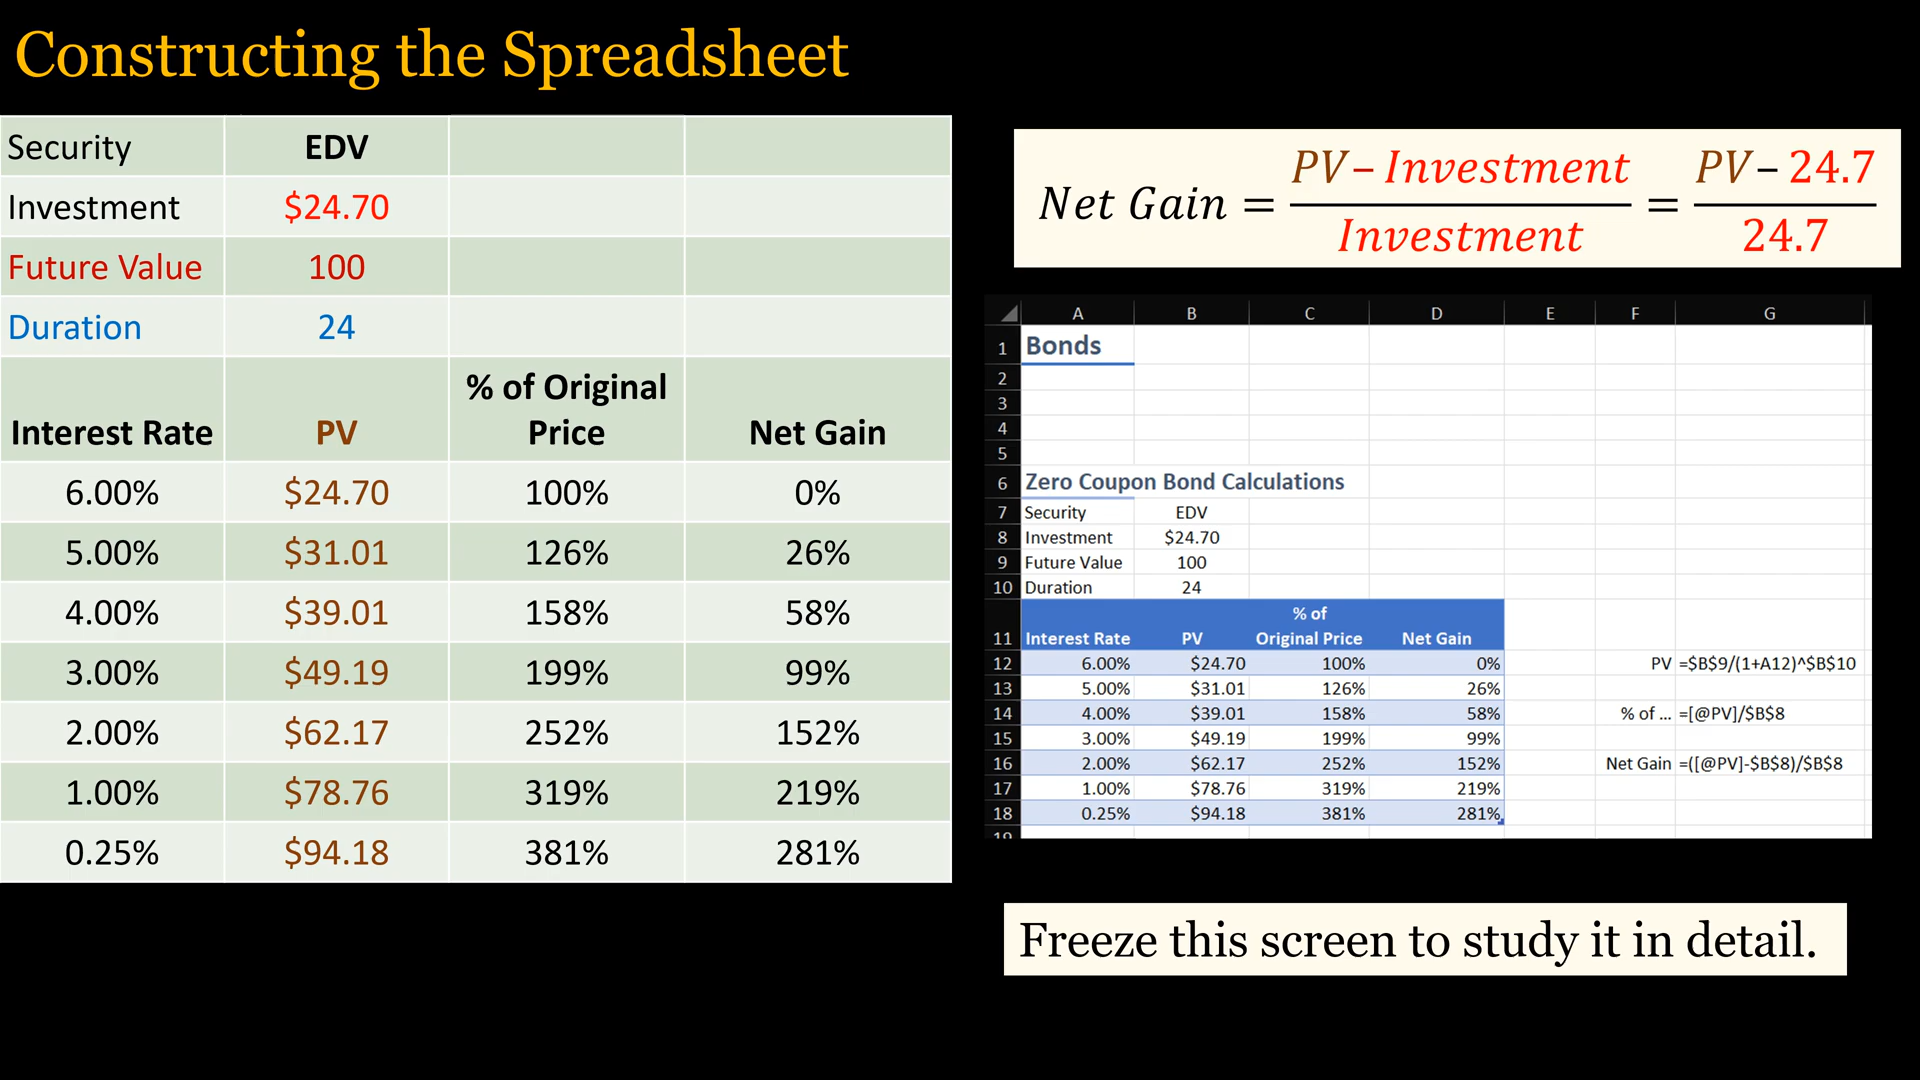 Constructing the Spreadsheet
Security EDV
Investment $24.70
Future Value 100
Duration 24
Interest Rate PV % of Original Price Net Gain
6.00% $24.70 100% 0%
5.00% $31.01 126% 26%
4.00% $39.01 158% 58%
3.00% $49.19 199% 99%
2.00% $62.17 252% 152%
1.00% $78.76 319% 219%
0.25% $94.18 381% 281%
Net Gain = (PV – Investment) / Investment = (PV – 24.7) / 24.7
A B C D E F G
1 Bonds
2
3
4
5
6 Zero Coupon Bond Calculations
7 Security EDV
8 Investment $24.70
9 Future Value 100
10 Duration 24
11 Interest Rate PV % of Original Price Net Gain
12 6.00% $24.70 100% 0% PV =$B$9/(1+A12)^$B$10
13 5.00% $31.01 126% 26%
14 4.00% $39.01 158% 58% % of ... =[@PV]/$B$8
15 3.00% $49.19 199% 99%
16 2.00% $62.17 252% 152% Net Gain =([@PV]-$B$8)/$B$8
17 1.00% $78.76 319% 219%
18 0.25% $94.18 381% 281%
Freeze this screen to study it in detail.